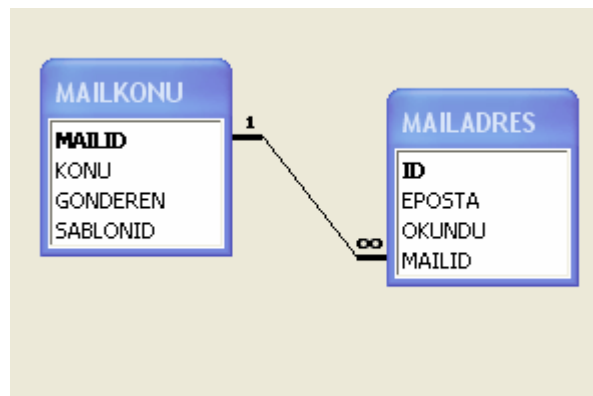 MAILKONU
MAILID
KONU
GONDEREN
SABLONID
1
∞
MAILADRES
ID
EPOSTA
OKUNDU
MAILID